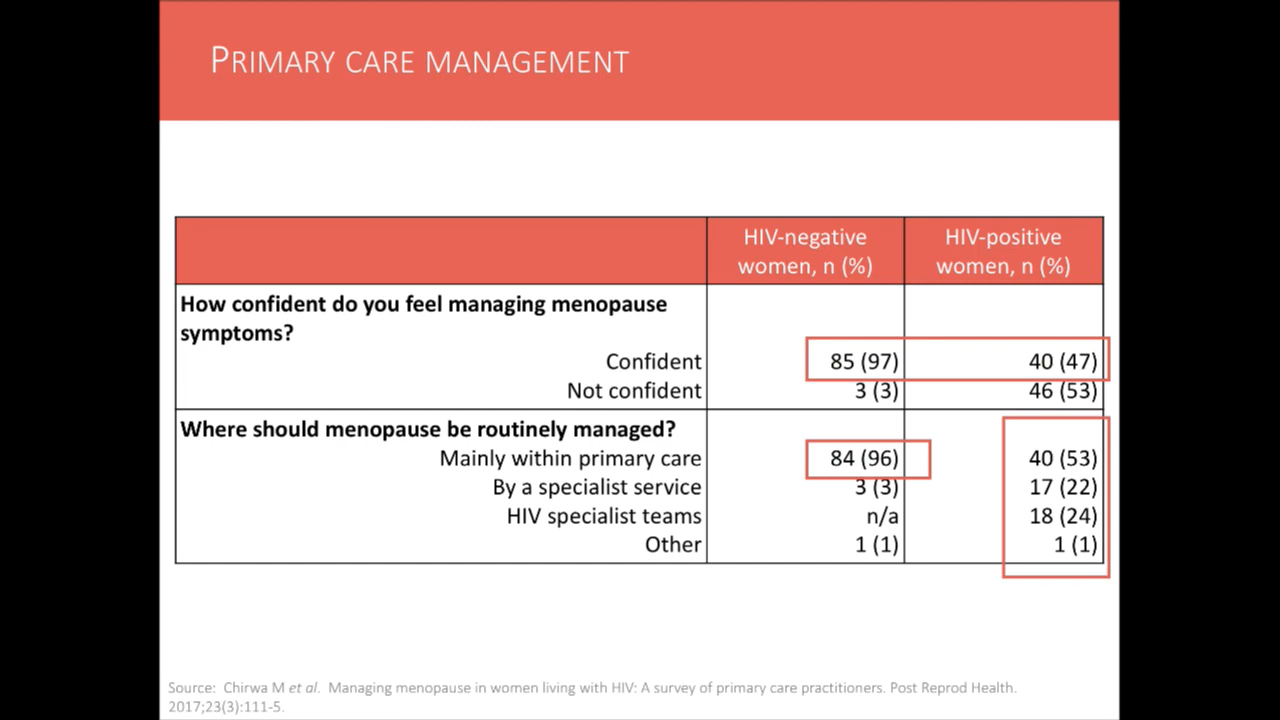 PRIMARY CARE MANAGEMENT
HIV-negative women, n (%)
HIV-positive women, n (%)
How confident do you feel managing menopause symptoms?
Confident 85 (97) 40 (47)
Not confident 3 (3) 46 (53)
Where should menopause be routinely managed?
Mainly within primary care 84 (96) 40 (53)
By a specialist service 3 (3) 17 (22)
HIV specialist teams n/a 18 (24)
Other 1 (1) 1 (1)
Source: Chirwa M et al. Managing menopause in women living with HIV: A survey of primary care practitioners. Post Reprod Health.
2017;23(3):111-5.